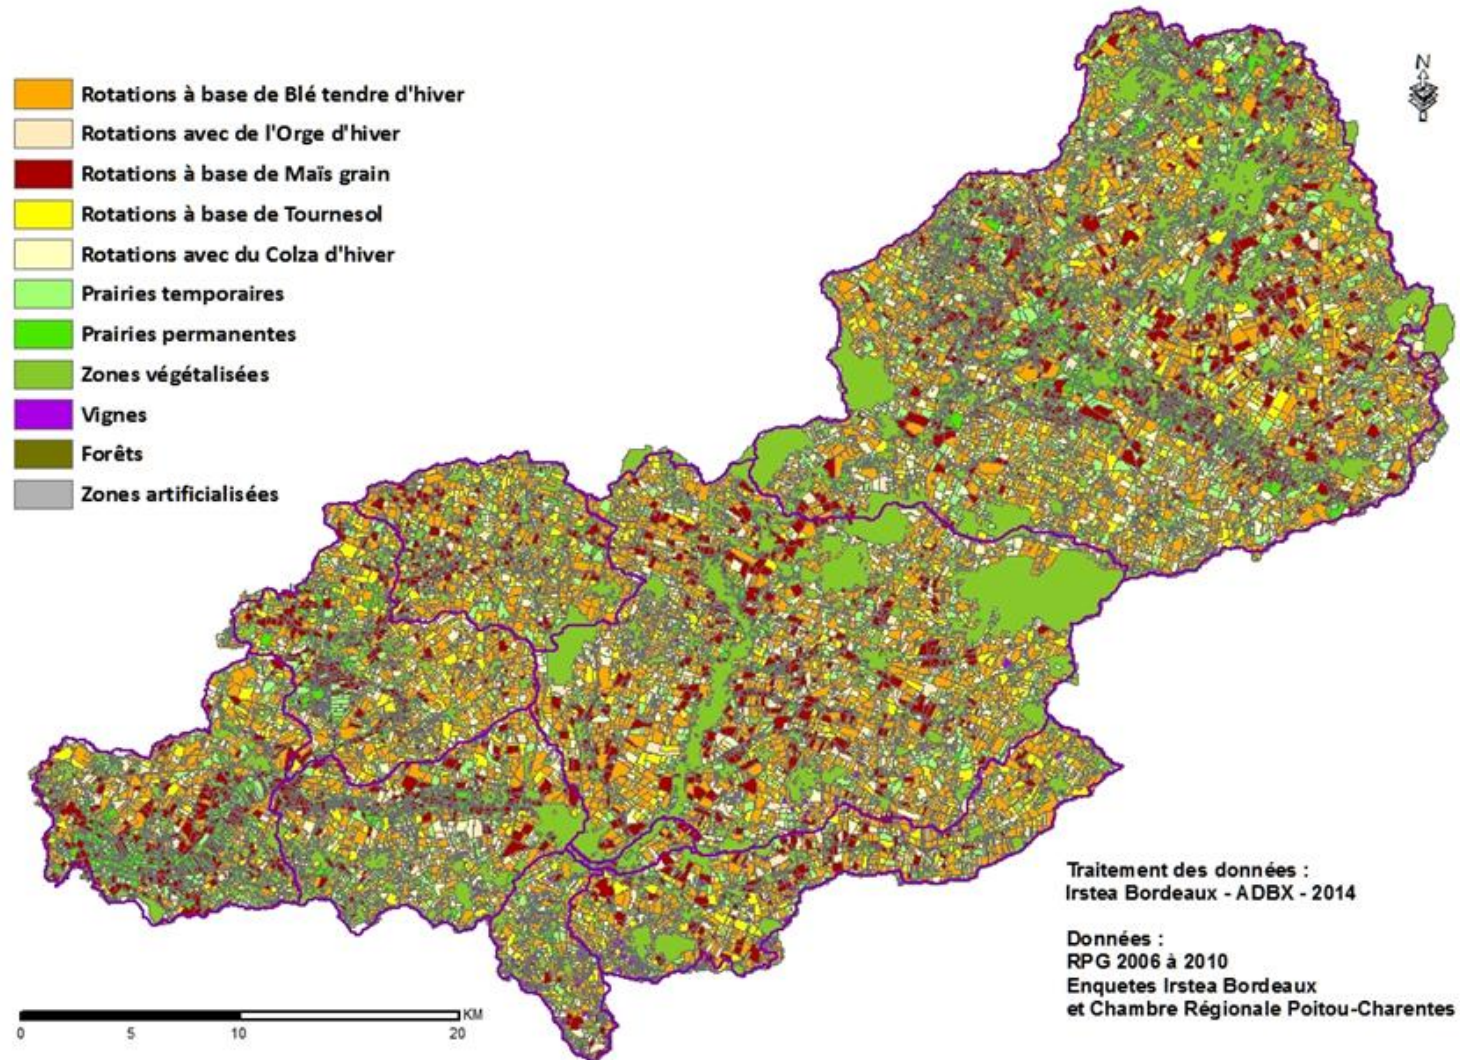 Rotations à base de Blé tendre d'hiver
Rotations avec de l'Orge d'hiver
Rotations à base de Maïs grain
Rotations à base de Tournesol
Rotations avec du Colza d'hiver
Prairies temporaires
Prairies permanentes
Zones végétalisées
Vignes
Forêts
Zones artificialisées
N
Traitement des données :
Irstea Bordeaux - ADBX - 2014
Données :
RPG 2006 à 2010
Enquetes Irstea Bordeaux
et Chambre Régionale Poitou-Charentes
KM
0 5 10 20